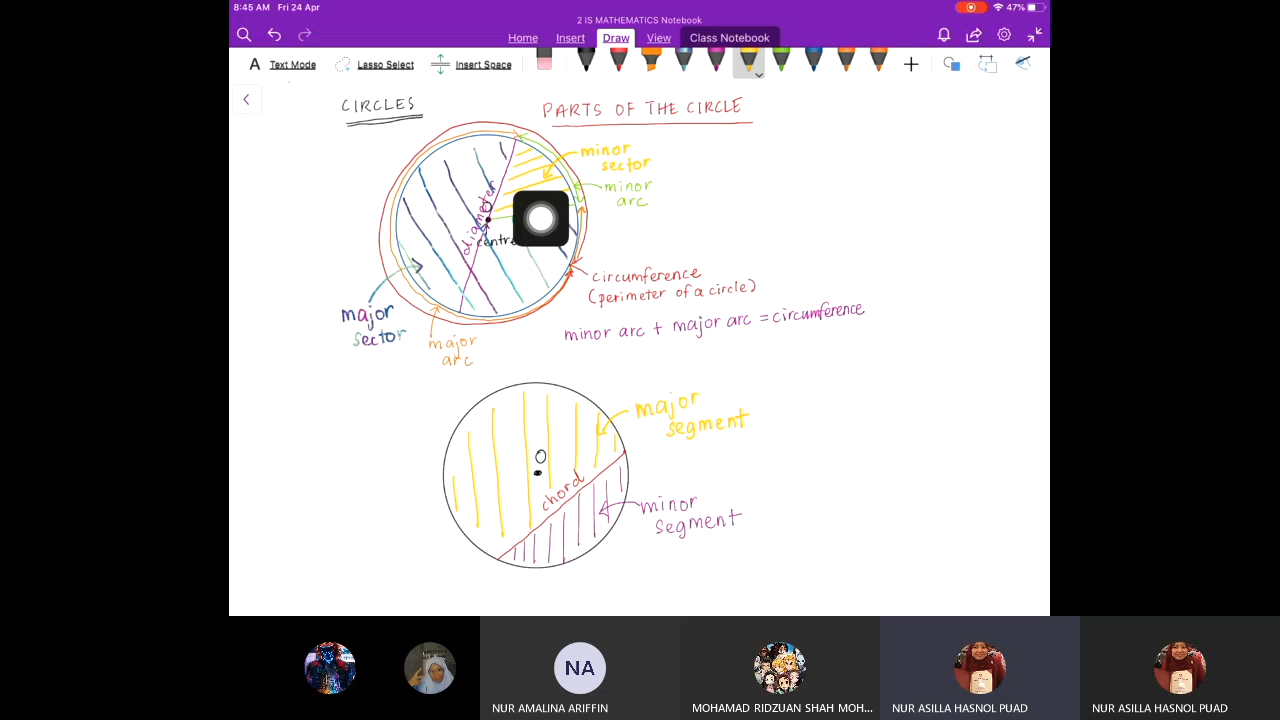 8:45 AM Fri 24 Apr
47%
2 IS MATHEMATICS Notebook
Home Insert Draw View Class Notebook
A Text Mode Lasso Select Insert Space
CIRCLES
PARTS OF THE CIRCLE
minor
sector
minor
arc
diameter
O
centre
circumference
(perimeter of a circle)
major
sector
major
arc
minor arc + major arc = circumference
major
segment
O
chord
minor
segment
NA
NUR AMALINA ARIFFIN
MOHAMAD RIDZUAN SHAH MOH...
NUR ASILLA HASNOL PUAD
NUR ASILLA HASNOL PUAD